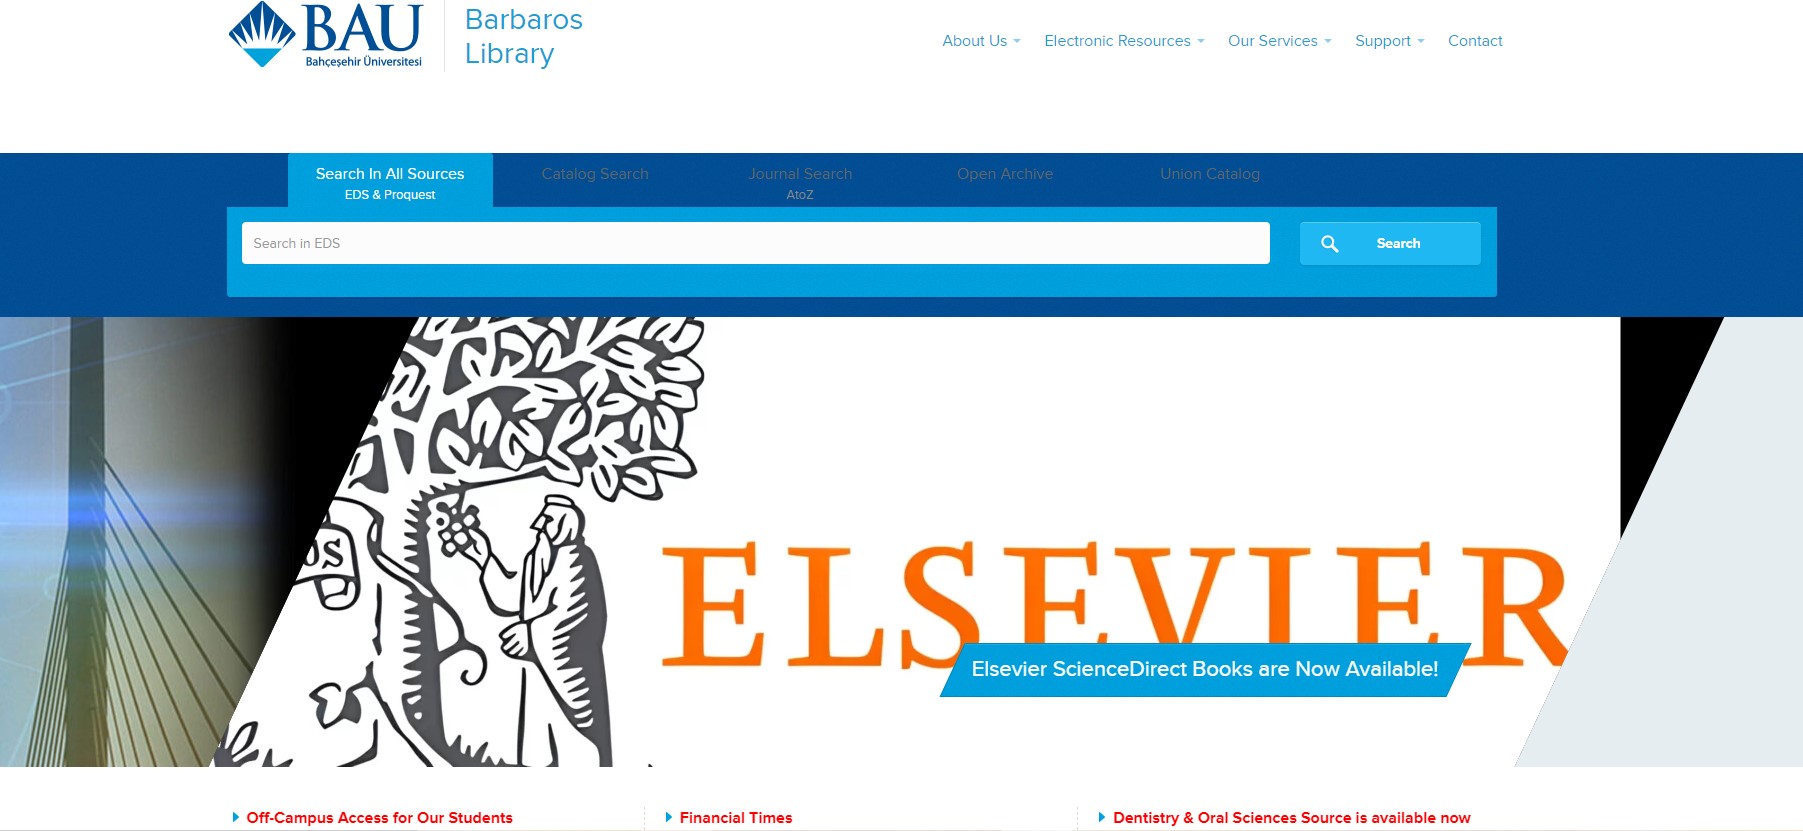 BAU
Bahçeşehir Üniversitesi
Barbaros
Library
About Us
Electronic Resources
Our Services
Support
Contact
Search In All Sources
EDS & Proquest
Catalog Search
Journal Search
AtoZ
Open Archive
Union Catalog
Search in EDS
Search
US
ELSEVIER
Elsevier ScienceDirect Books are Now Available!
Off-Campus Access for Our Students
Financial Times
Dentistry & Oral Sciences Source is available now